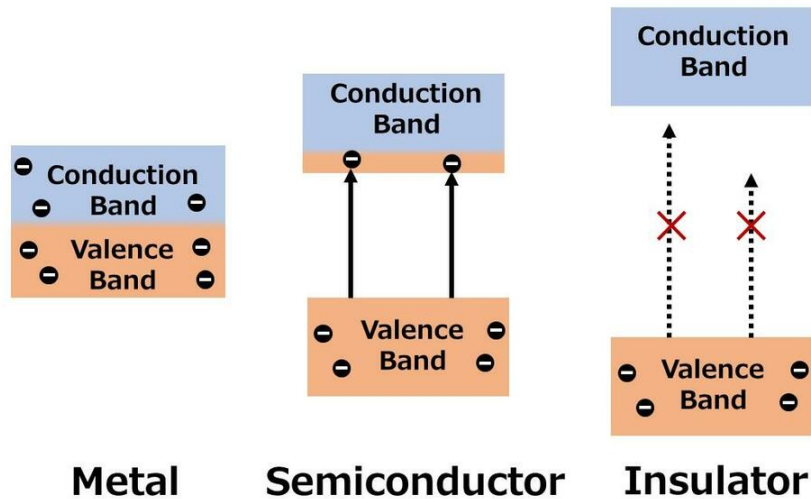 Conduction
Band
Valence
Band
Metal
Conduction
Band
Valence
Band
Semiconductor
Conduction
Band
Valence
Band
Insulator